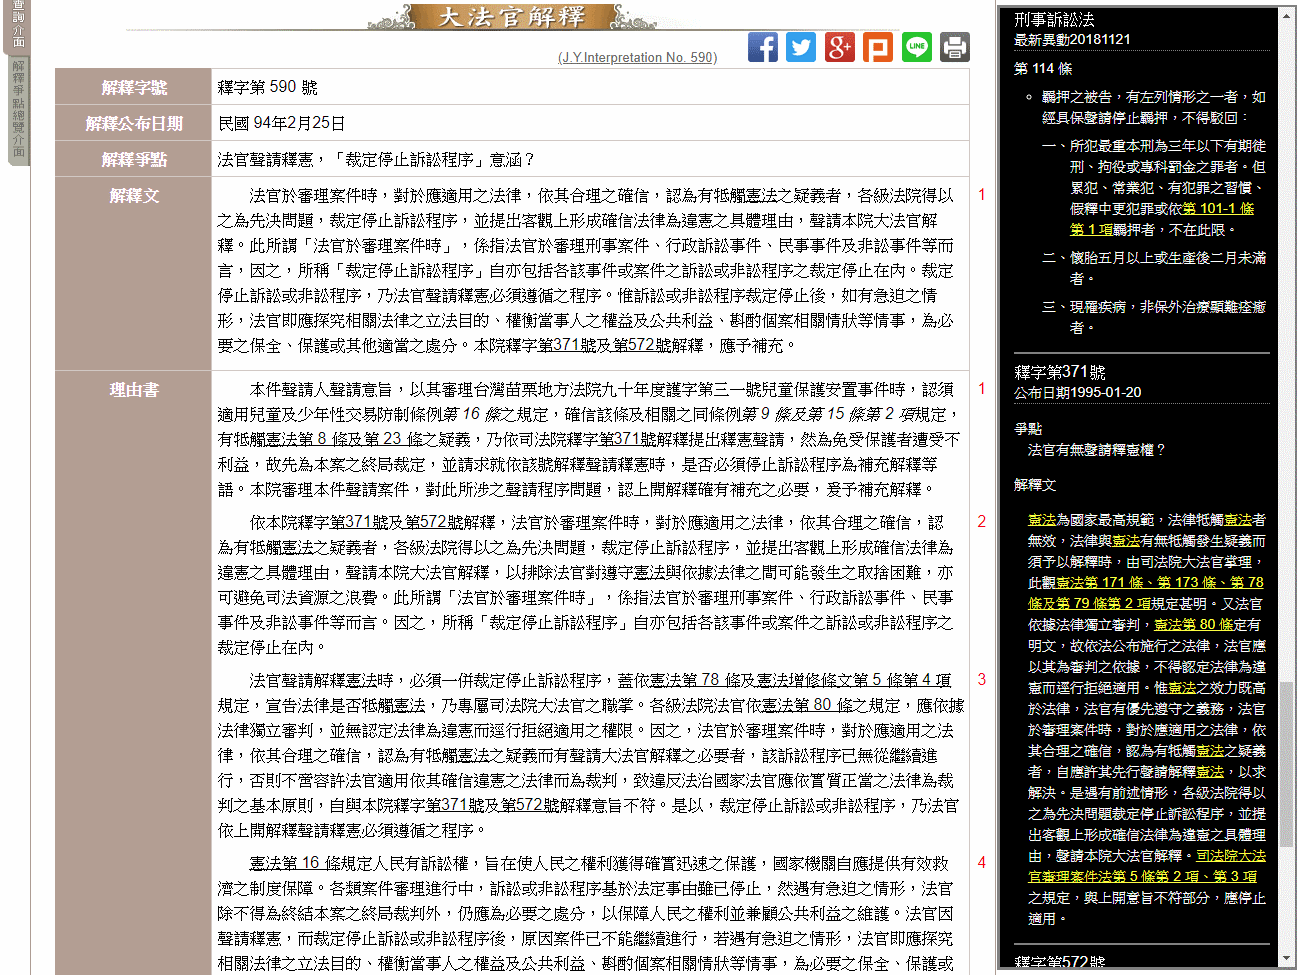 查詢介面
解釋爭點總覽介面
大法官解釋
(J.Y.Interpretation No. 590)
解釋字號
釋字第 590 號
解釋公布日期
民國 94年2月25日
解釋爭點
法官聲請釋憲，「裁定停止訴訟程序」意涵？
解釋文
1
法官於審理案件時，對於應適用之法律，依其合理之確信，認為有牴觸憲法之疑義者，各級法院得以
之為先決問題，裁定停止訴訟程序，並提出客觀上形成確信法律為違憲之具體理由，聲請本院大法官解
釋。此所謂「法官於審理案件時」，係指法官於審理刑事案件、行政訴訟事件、民事事件及非訟事件等而
言，因之，所稱「裁定停止訴訟程序」自亦包括各該事件或案件之訴訟或非訟程序之裁定停止在內。裁定
停止訴訟或非訟程序，乃法官聲請釋憲必須遵循之程序。惟訴訟或非訟程序裁定停止後，如有急迫之情
形，法官即應探究相關法律之立法目的、權衡當事人之權益及公共利益、斟酌個案相關情狀等情事，為必
要之保全、保護或其他適當之處分。本院釋字第371號及第572號解釋，應予補充。
理由書
1
本件聲請人聲請意旨，以其審理台灣苗栗地方法院九十年度護字第三一號兒童保護安置事件時，認須
適用兒童及少年性交易防制條例第 16 條之規定，確信該條及相關之同條例第 9 條及第 15 條第 2 項規定，
有牴觸憲法第 8 條及第 23 條之疑義，乃依司法院釋字第371號解釋提出釋憲聲請，然為免受保護者遭受不
利益，故先為本案之終局裁定，並請求就依該號解釋聲請釋憲時，是否必須停止訴訟程序為補充解釋等
語。本院審理本件聲請案件，對此所涉之聲請程序問題，認上開解釋確有補充之必要，爰予補充解釋。
2
依本院釋字第371號及第572號解釋，法官於審理案件時，對於應適用之法律，依其合理之確信，認
為有牴觸憲法之疑義者，各級法院得以之為先決問題，裁定停止訴訟程序，並提出客觀上形成確信法律為
違憲之具體理由，聲請本院大法官解釋，以排除法官對遵守憲法與依據法律之間可能發生之取捨困難，亦
可避免司法資源之浪費。此所謂「法官於審理案件時」，係指法官於審理刑事案件、行政訴訟事件、民事
事件及非訟事件等而言。因之，所稱「裁定停止訴訟程序」自亦包括各該事件或案件之訴訟或非訟程序之
裁定停止在內。
3
法官聲請解釋憲法時，必須一併裁定停止訴訟程序，蓋依憲法第 78 條及憲法增修條文第 5 條第 4 項
規定，宣告法律是否牴觸憲法，乃專屬司法院大法官之職掌。各級法院法官依憲法第 80 條之規定，應依據
法律獨立審判，並無認定法律為違憲而逕行拒絕適用之權限。因之，法官於審理案件時，對於應適用之法
律，依其合理之確信，認為有牴觸憲法之疑義而有聲請大法官解釋之必要者，該訴訟程序已無從繼續進
行，否則不啻容許法官適用依其確信違憲之法律而為裁判，致違反法治國家法官應依實質正當之法律為裁
判之基本原則，自與本院釋字第371號及第572號解釋意旨不符。是以，裁定停止訴訟或非訟程序，乃法官
依上開解釋聲請釋憲必須遵循之程序。
4
憲法第 16 條規定人民有訴訟權，旨在使人民之權利獲得確實迅速之保護，國家機關自應提供有效救
濟之制度保障。各類案件審理進行中，訴訟或非訟程序基於法定事由雖已停止，然遇有急迫之情形，法官
除不得為終結本案之終局裁判外，仍應為必要之處分，以保障人民之權利並兼顧公共利益之維護。法官因
聲請釋憲，而裁定停止訴訟或非訟程序後，原因案件已不能繼續進行，若遇有急迫之情形，法官即應探究
相關法律之立法目的、權衡當事人之權益及公共利益、斟酌個案相關情狀等情事，為必要之保全、保護或
刑事訴訟法
最新異動20181121
第 114 條
羈押之被告，有左列情形之一者，如
經具保聲請停止羈押，不得駁回：
一、所犯最重本刑為三年以下有期徒
刑、拘役或專科罰金之罪者。但
累犯、常業犯、有犯罪之習慣、
假釋中更犯罪或依第 101-1 條
第 1 項羈押者，不在此限。
二、懷胎五月以上或生產後二月未滿
者。
三、現罹疾病，非保外治療顯難痊癒
者。
釋字第371號
公布日期1995-01-20
爭點
法官有無聲請釋憲權？
解釋文
憲法為國家最高規範，法律牴觸憲法者
無效，法律與憲法有無牴觸發生疑義而
須予以解釋時，由司法院大法官掌理，
此觀憲法第 171 條、第 173 條、第 78
條及第 79 條第 2 項規定甚明。又法官
依據法律獨立審判，憲法第 80 條定有
明文，故依法公布施行之法律，法官應
以其為審判之依據，不得認定法律為違
憲而逕行拒絕適用。惟憲法之效力既高
於法律，法官有優先遵守之義務，法官
於審理案件時，對於應適用之法律，依
其合理之確信，認為有牴觸憲法之疑義
者，自應許其先行聲請解釋憲法，以求
解決。是遇有前述情形，各級法院得以
之為先決問題裁定停止訴訟程序，並提
出客觀上形成確信法律為違憲之具體理
由，聲請本院大法官解釋。司法院大法
官審理案件法第 5 條第 2 項、第 3 項
之規定，與上開意旨不符部分，應停止
適用。
釋字第572號